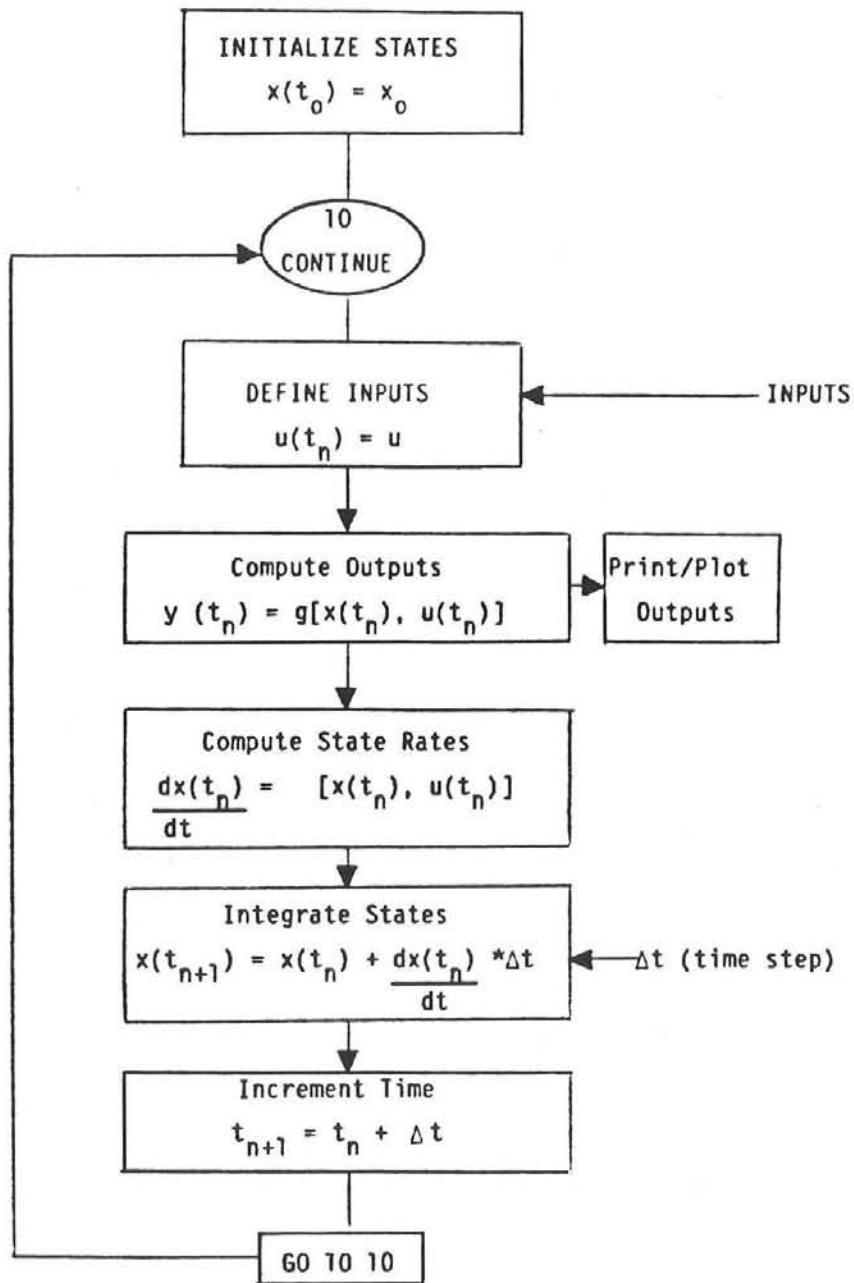 INITIALIZE STATES
x(t_o) = x_o
10
CONTINUE
DEFINE INPUTS
u(t_n) = u
INPUTS
Compute Outputs
y (t_n) = g[x(t_n), u(t_n)]
Print/Plot
Outputs
Compute State Rates
dx(t_n) = [x(t_n), u(t_n)]
dt
Integrate States
x(t_{n+1}) = x(t_n) + dx(t_n) *Δt
dt
Δt (time step)
Increment Time
t_{n+1} = t_n + Δt
GO TO 10